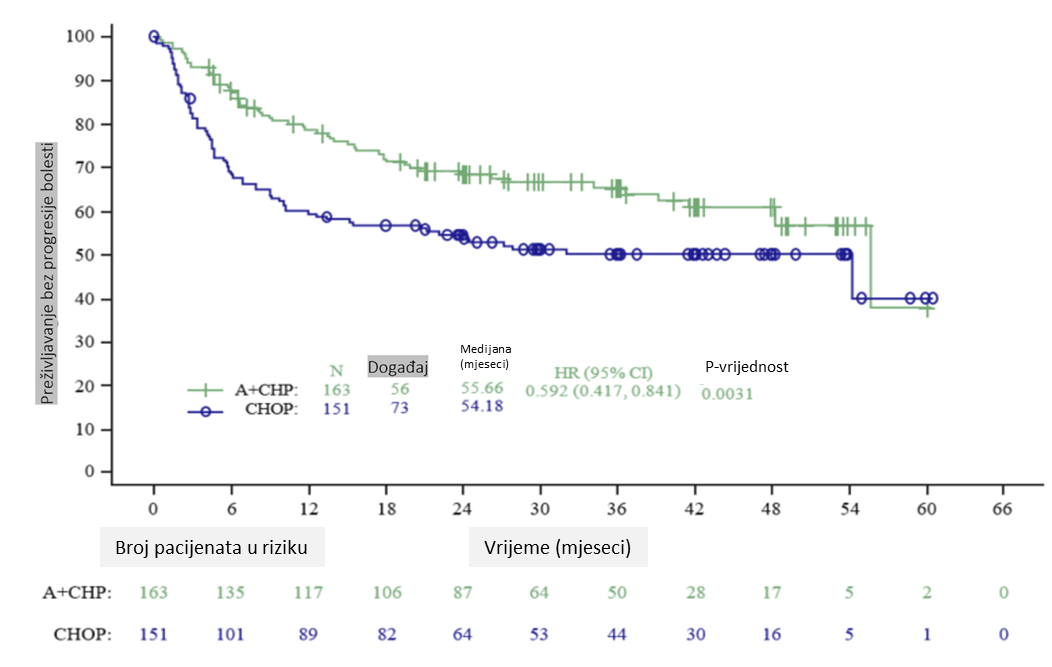 Preživljavanje bez progresije bolesti
100
90
80
70
60
50
40
30
20
10
0
N Događaj Medijana (mjeseci) HR (95% CI) P-vrijednost
A+CHP: 163 56 55.66 0.592 (0.417, 0.841) 0.0031
CHOP: 151 73 54.18
0 6 12 18 24 30 36 42 48 54 60 66
Broj pacijenata u riziku Vrijeme (mjeseci)
A+CHP: 163 135 117 106 87 64 50 28 17 5 2 0
CHOP: 151 101 89 82 64 53 44 30 16 5 1 0